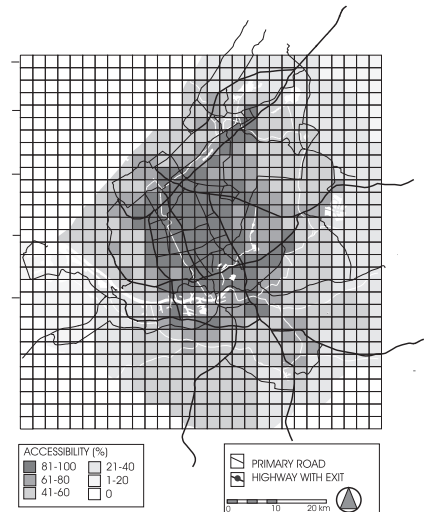 ACCESSIBILITY (%)
81-100 21-40
61-80 1-20
41-60 0
PRIMARY ROAD
HIGHWAY WITH EXIT
0 10 20 km